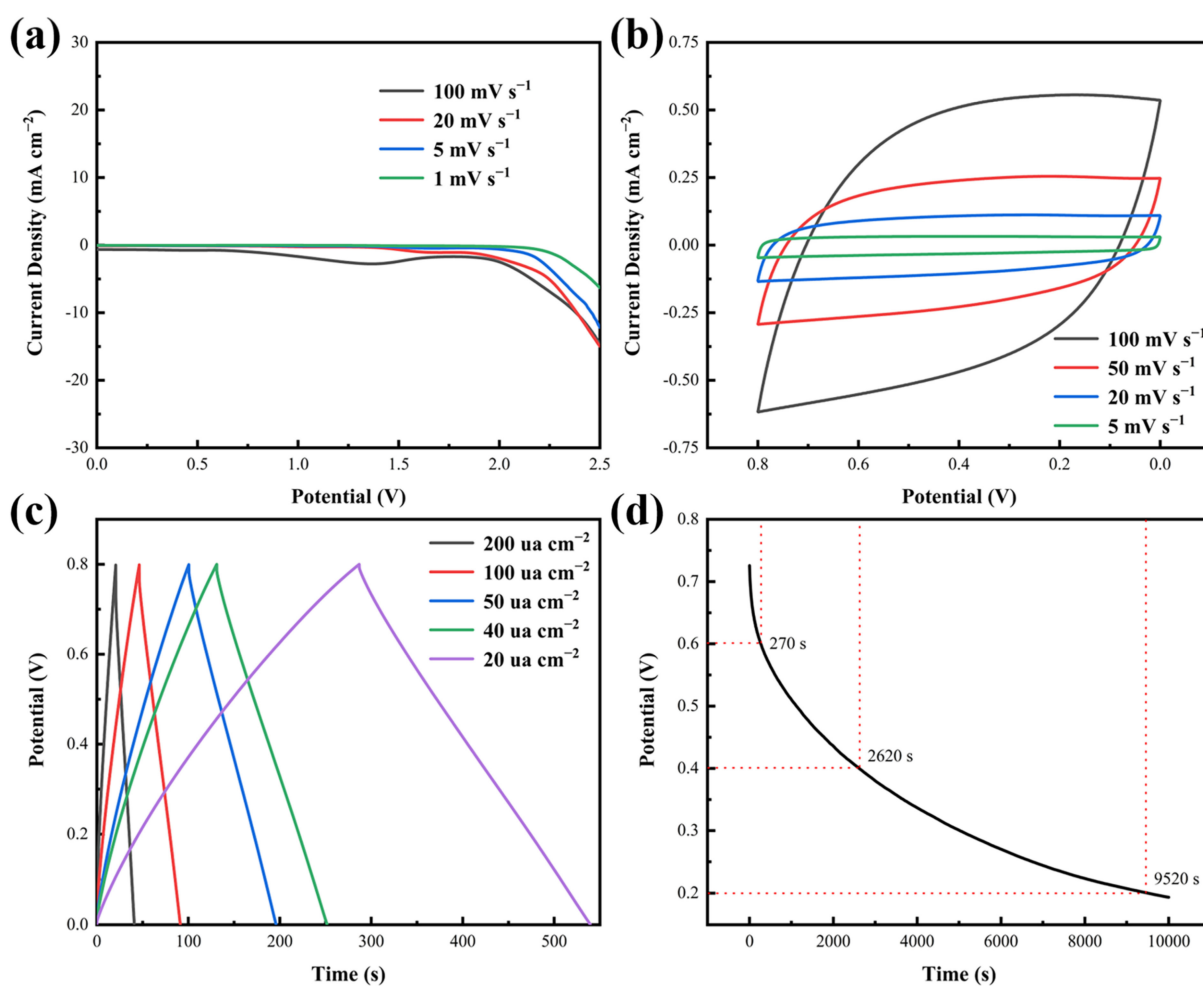 (a)
30
20
10
0
-10
-20
-30
Current Density (mA cm⁻²)
100 mV s⁻¹
20 mV s⁻¹
5 mV s⁻¹
1 mV s⁻¹
0.0 0.5 1.0 1.5 2.0 2.5
Potential (V)
(b)
0.75
0.50
0.25
0.00
-0.25
-0.50
-0.75
Current Density (mA cm⁻²)
100 mV s⁻¹
50 mV s⁻¹
20 mV s⁻¹
5 mV s⁻¹
0.8 0.6 0.4 0.2 0.0
Potential (V)
(c)
0.8
0.6
0.4
0.2
0.0
Potential (V)
200 ua cm⁻²
100 ua cm⁻²
50 ua cm⁻²
40 ua cm⁻²
20 ua cm⁻²
0 100 200 300 400 500
Time (s)
(d)
0.8
0.7
0.6
0.5
0.4
0.3
0.2
Potential (V)
270 s
2620 s
9520 s
0 2000 4000 6000 8000 10000
Time (s)